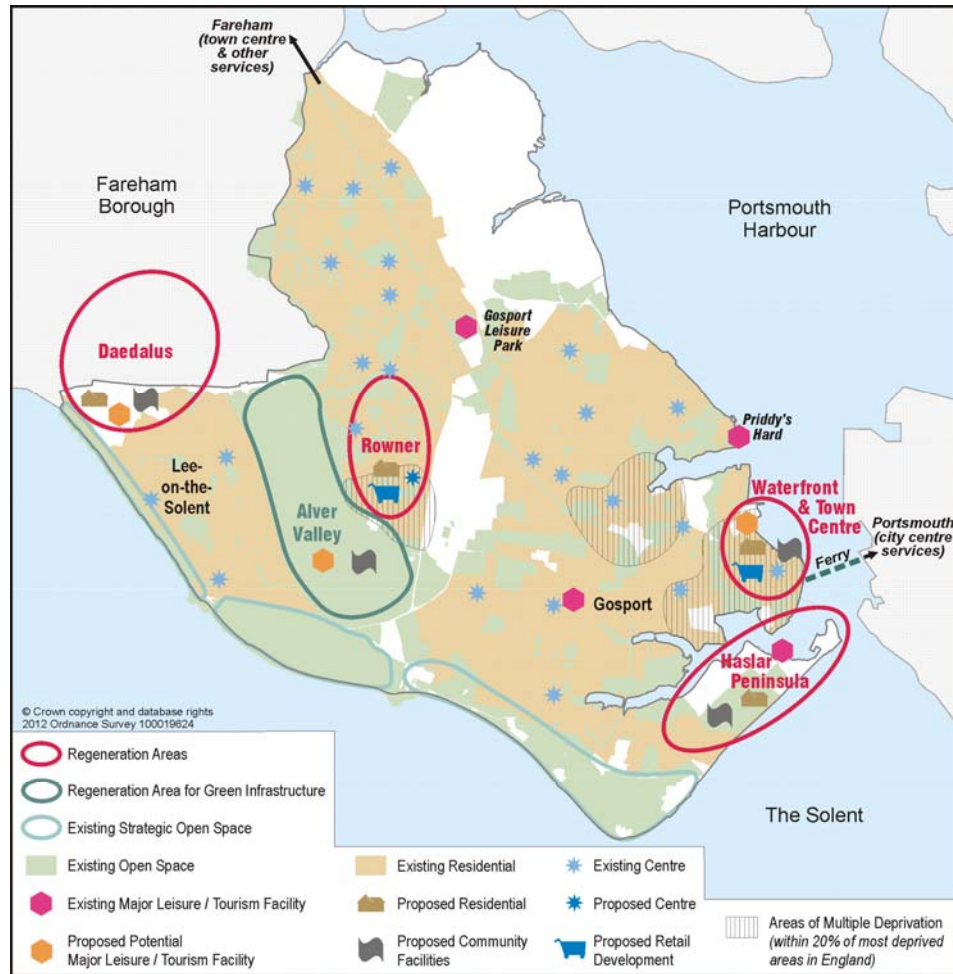 Fareham
(town centre
& other
services)
Fareham
Borough
Portsmouth
Harbour
Gosport
Leisure
Park
Daedalus
Priddy's
Hard
Rowner
Lee-
on-the-
Solent
Waterfront
& Town
Centre
Alver
Valley
Portsmouth
(city centre
services)
Ferry
Gosport
Haslar
Peninsula
© Crown copyright and database rights
2012 Ordnance Survey 100019624
The Solent
Regeneration Areas
Regeneration Area for Green Infrastructure
Existing Strategic Open Space
Existing Open Space
Existing Residential
Existing Centre
Existing Major Leisure / Tourism Facility
Proposed Residential
Proposed Centre
Proposed Potential
Major Leisure / Tourism Facility
Proposed Community
Facilities
Proposed Retail
Development
Areas of Multiple Deprivation
(within 20% of most deprived
areas in England)